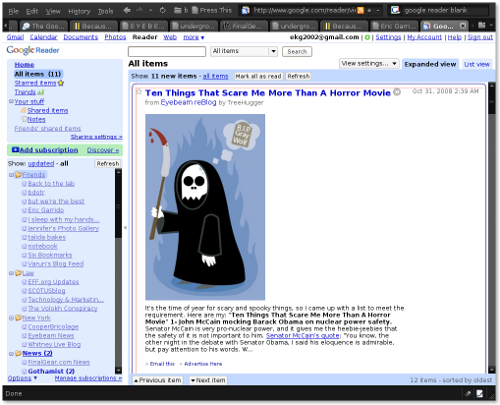 Edit View History Tools
Press This
http://www.google.com/reader/vi
google reader blank
The Goo
Becaus
E Y E B E
undergro
FinalGe
undergro
Becaus
Eric Garr
Goo
Gmail Calendar Documents Reader Web more ▼
ekg2002@gmail.com | Settings | My Account | Help | Sign out
Google Reader
All items
Search
Home
All items (11)
Starred items
Trends
Your stuff
Shared items
Notes
Friends' shared items
Sharing settings »
Add subscription Discover »
Show: updated - all Refresh
Friends
Back to the lab
bdotr
but we're the best
Eric Garrido
i sleep with my hands...
Jennifer's Photo Gallery
talida bakes
notebook
Six Bookmarks
Varun's Blog Feed
Law
EFF.org Updates
SCOTUSblog
Technology & Marketin...
The Volokh Conspiracy
New York
CooperBricolage
Eyebeam News
Whitney Live Blog
News (2)
FinalGear.com News
Gothamist (2)
Options ▼ Manage subscriptions »
All items
View settings... Expanded view List view
Show: 11 new items - all items Mark all as read Refresh
Ten Things That Scare Me More Than A Horror Movie
Oct 31, 2008 2:39 AM
from Eyebeam reBlog by TreeHugger
Big
Gray
Wolf
It's the time of year for scary and spooky things, so I came up with a list to meet the
requirement. Here are my: "Ten Things That Scare Me More Than A Horror
Movie" 1- John McCain mocking Barack Obama on nuclear power safety.
Senator McCain is very pro-nuclear power, and it gives me the heebie-jeebies that
the safety of it is not important to him. Senator McCain's quote: "You know, the
other night in the debate with Senator Obama, I said his eloquence is admirable,
but pay attention to his words. W...
Email this • Advertise Here
Previous item Next item
12 items - sorted by oldest
Done